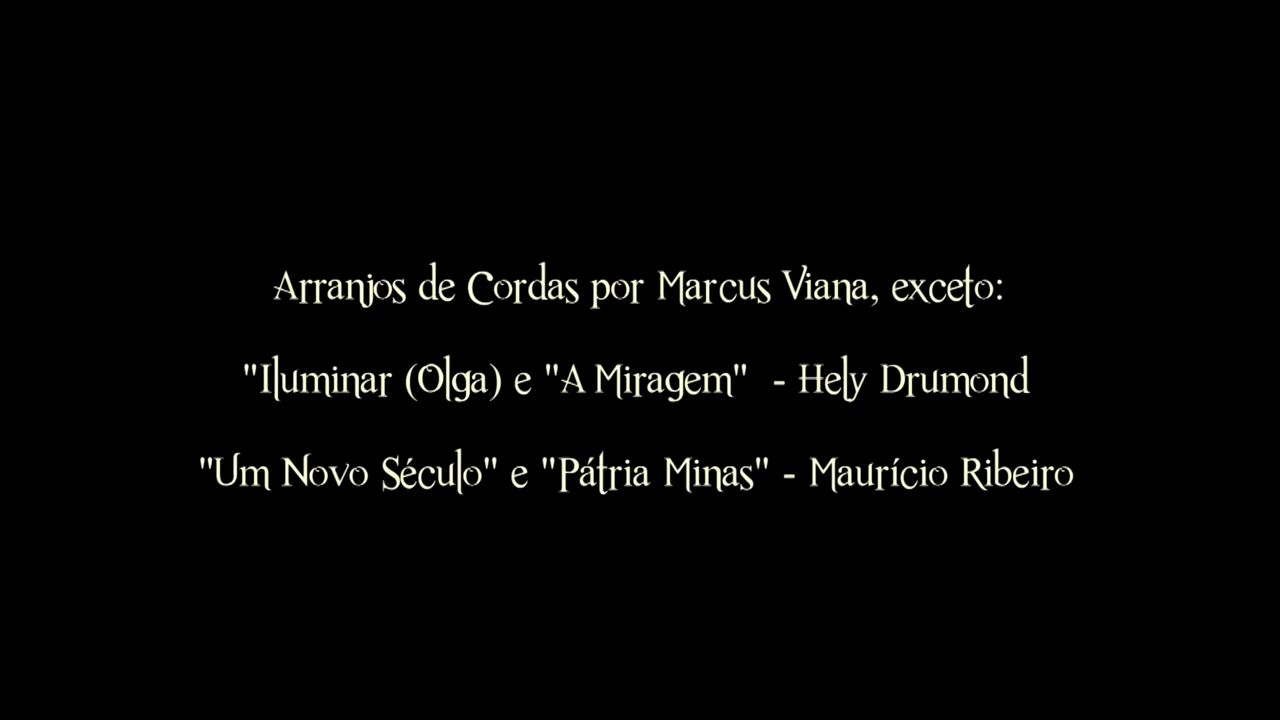 Arranjos de Cordas por Marcus Viana, exceto:
"Iluminar (Olga) e "A Miragem"  - Hely Drumond
"Um Novo Século" e "Pátria Minas" - Maurício Ribeiro